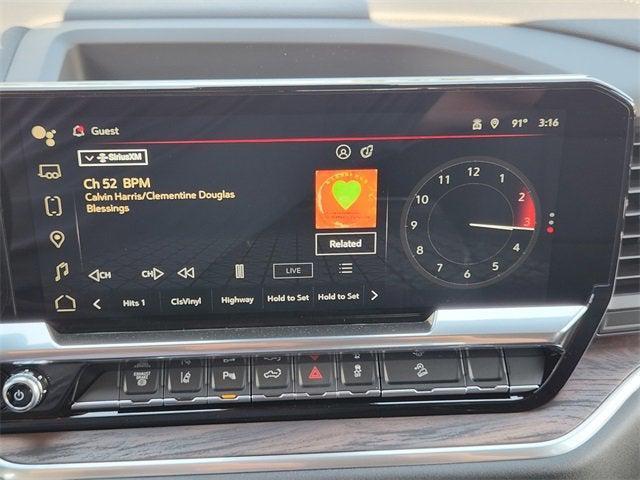 Guest
91° 3:16
SiriusXM
Ch 52 BPM
Calvin Harris/Clementine Douglas
Blessings
Related
CH CH LIVE
Hits 1 ClsVinyl Highway Hold to Set Hold to Set
12
1
2
3
4
5
6
7
8
9
10
11
EXHAUST BRAKE